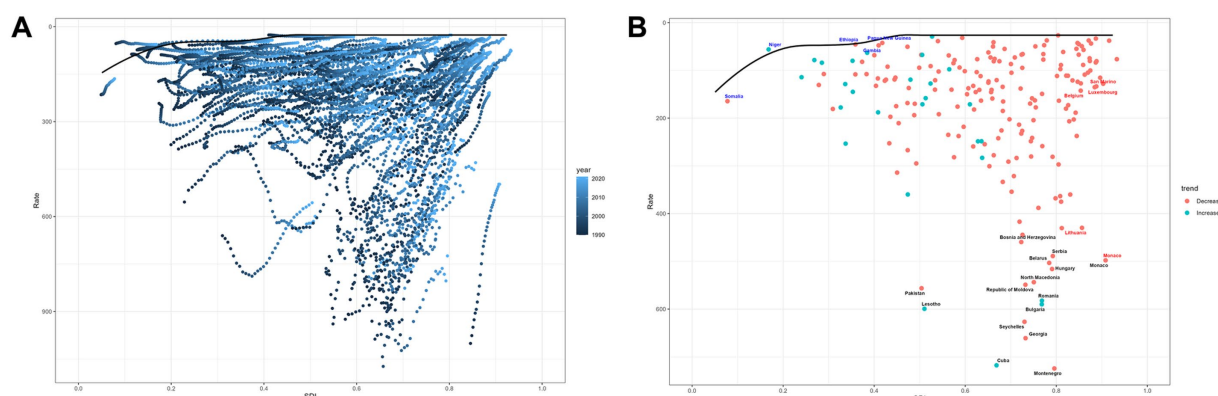 A
0
300
600
900
Rate
0.0
0.2
0.4
0.6
0.8
1.0
year
2020
2010
2000
1990
B
0
200
400
600
Rate
0.0
0.2
0.4
0.6
0.8
1.0
Niger
Ethiopia
Papua New Guinea
Gambia
Somalia
San Marino
Belgium
Luxembourg
Lithuania
Bosnia and Herzegovina
Serbia
Monaco
Belarus
Monaco
Hungary
North Macedonia
Pakistan
Republic of Moldova
Romania
Lesotho
Bulgaria
Seychelles
Georgia
Cuba
Montenegro
trend
Decrease
Increase